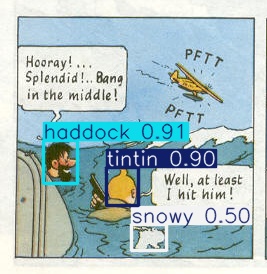 Hooray! ...
Splendid!.. Bang
in the middle!
PFTT
PFTT
haddock 0.91
tintin 0.90
Well, at least
I hit him!
snowy 0.50